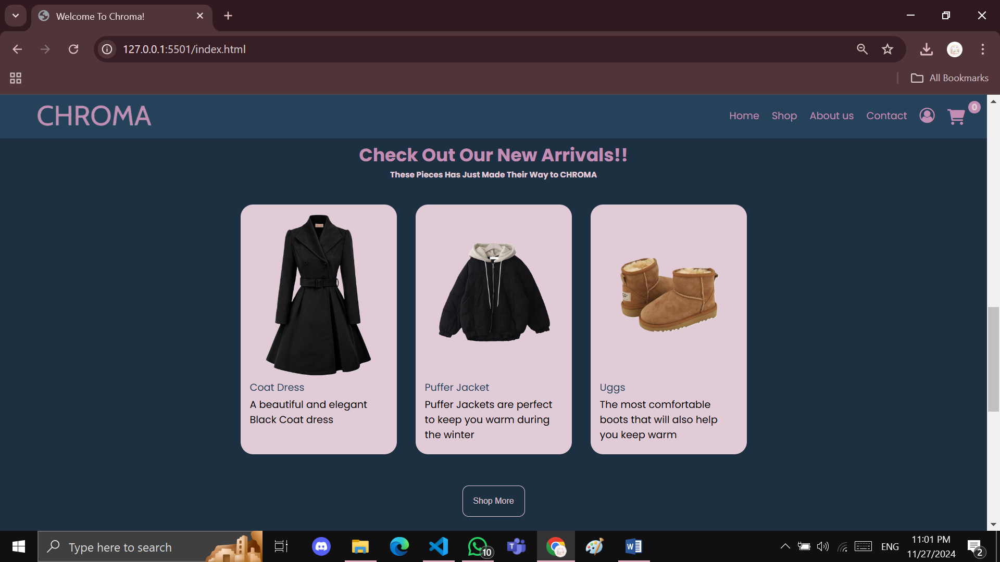 Welcome To Chroma!
127.0.0.1:5501/index.html
All Bookmarks
CHROMA
Home Shop About us Contact 0
Check Out Our New Arrivals!!
These Pieces Has Just Made Their Way to CHROMA
Coat Dress
A beautiful and elegant
Black Coat dress
Puffer Jacket
Puffer Jackets are perfect
to keep you warm during
the winter
Uggs
The most comfortable
boots that will also help
you keep warm
Shop More
Type here to search
10
ENG
11:01 PM
11/27/2024
2